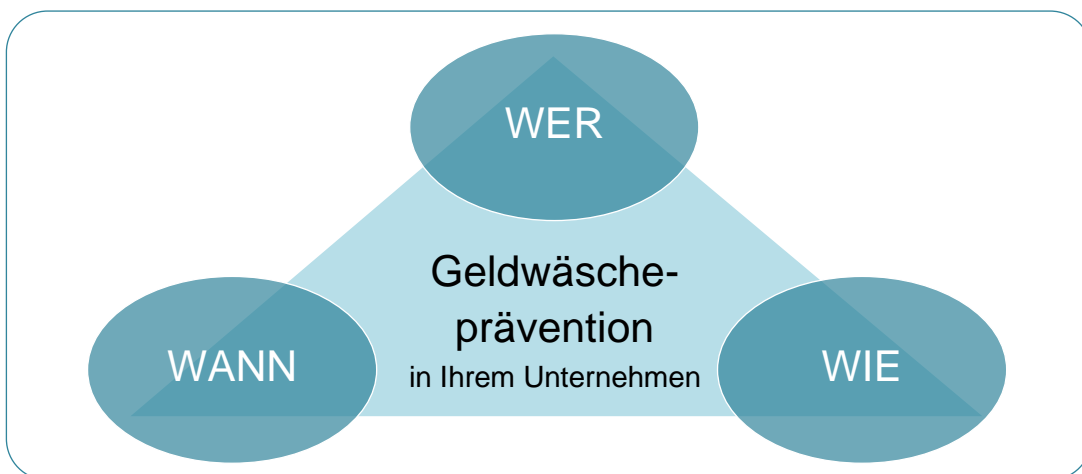 WER
Geldwäsche-
prävention
in Ihrem Unternehmen
WANN
WIE